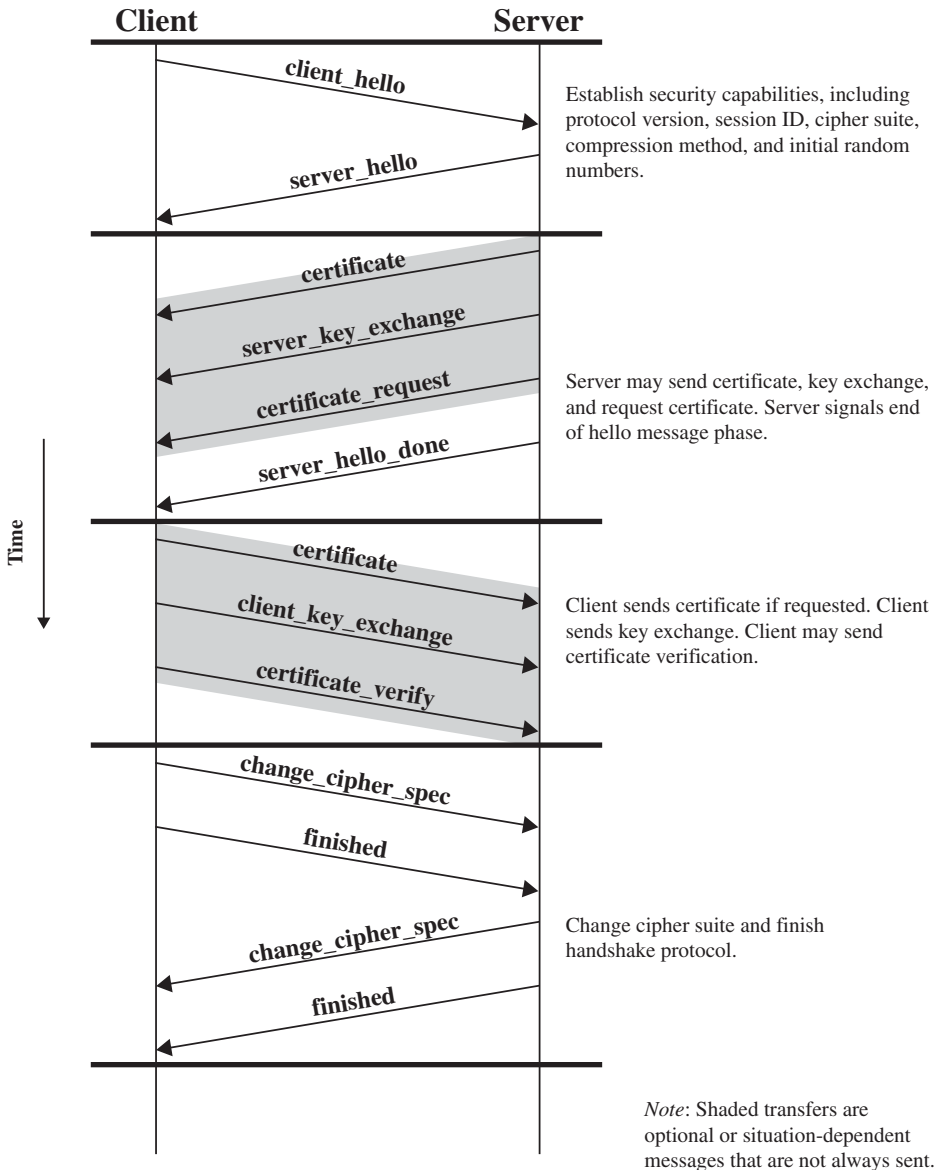 Client
Server
client_hello
Establish security capabilities, including
protocol version, session ID, cipher suite,
compression method, and initial random
numbers.
server_hello
certificate
server_key_exchange
certificate_request
Server may send certificate, key exchange,
and request certificate. Server signals end
of hello message phase.
server_hello_done
Time
certificate
client_key_exchange
Client sends certificate if requested. Client
sends key exchange. Client may send
certificate verification.
certificate_verify
change_cipher_spec
finished
change_cipher_spec
Change cipher suite and finish
handshake protocol.
finished
Note: Shaded transfers are
optional or situation-dependent
messages that are not always sent.